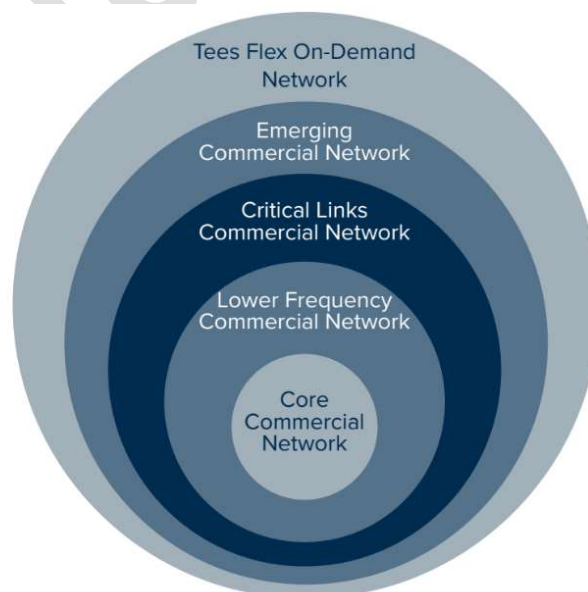 Tees Flex On-Demand
Network
Emerging
Commercial Network
Critical Links
Commercial Network
Lower Frequency
Commercial Network
Core
Commercial
Network